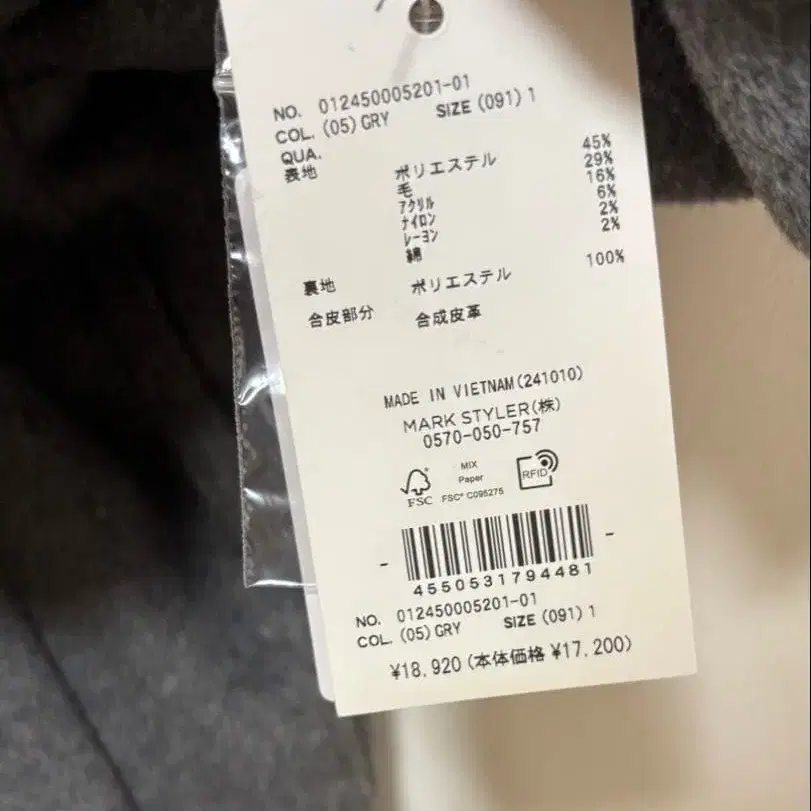 NO. 012450005201-01
COL. (05) GRY SIZE (091) 1
QUA.
表地 ポリエステル 45%
毛 29%
アクリル 16%
ナイロン 6%
レーヨン 2%
綿 2%
裏地 ポリエステル 100%
合皮部分 合成皮革
MADE IN VIETNAM(241010)
MARK STYLER(株)
0570-050-757
FSC
MIX
Paper
FSC® C095275
RFID
4550531794481
NO. 012450005201-01
COL. (05) GRY SIZE (091) 1
¥18,920(本体価格 ¥17,200)